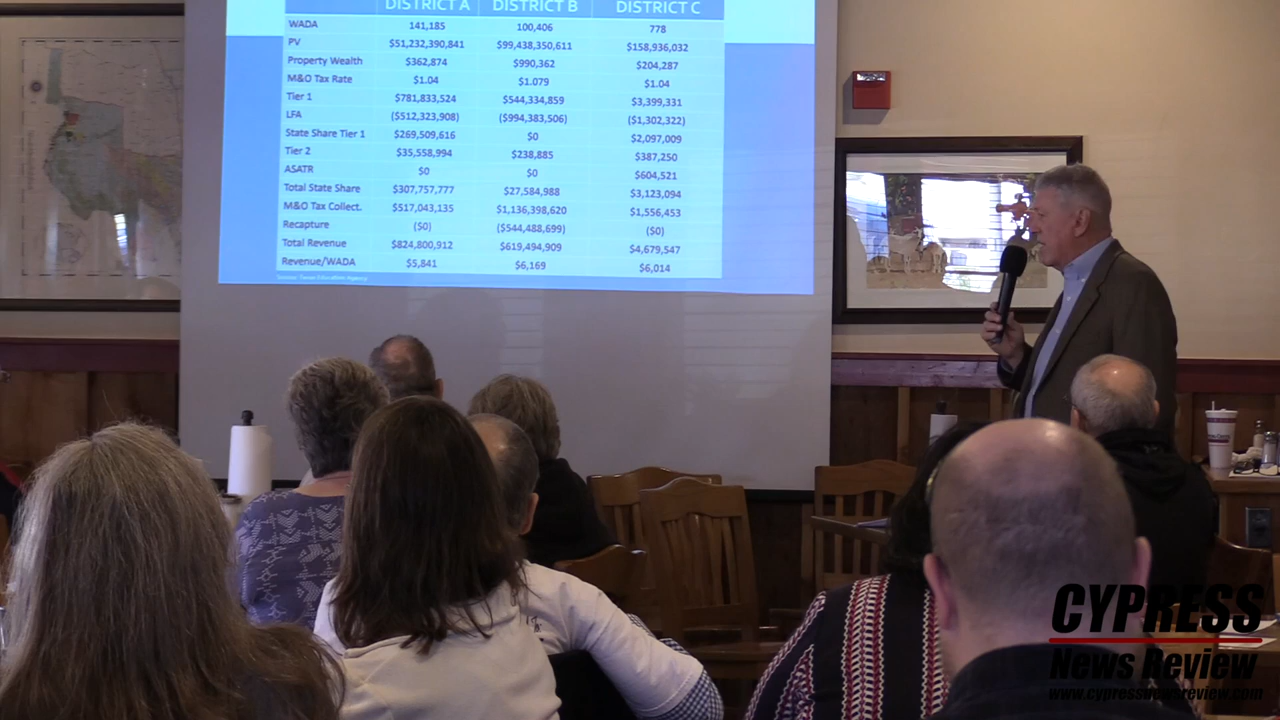 DISTRICT A DISTRICT B DISTRICT C
WADA 141,185 100,406 778
PV $51,232,390,841 $99,438,350,611 $158,936,032
Property Wealth $362,874 $990,362 $204,287
M&O Tax Rate $1.04 $1.079 $1.04
Tier 1 $781,833,524 $544,334,859 $3,399,331
LFA ($512,323,908) ($994,383,506) ($1,302,322)
State Share Tier 1 $269,509,616 $0 $2,097,009
Tier 2 $35,558,994 $238,885 $387,250
ASATR $0 $0 $604,521
Total State Share $307,757,777 $27,584,988 $3,123,094
M&O Tax Collect. $517,043,135 $1,136,398,620 $1,556,453
Recapture ($0) ($544,488,699) ($0)
Total Revenue $824,800,912 $619,494,909 $4,679,547
Revenue/WADA $5,841 $6,169 $6,014
Source: Texas Education Agency
CYPRESS
News Review
www.cypressnewsreview.com